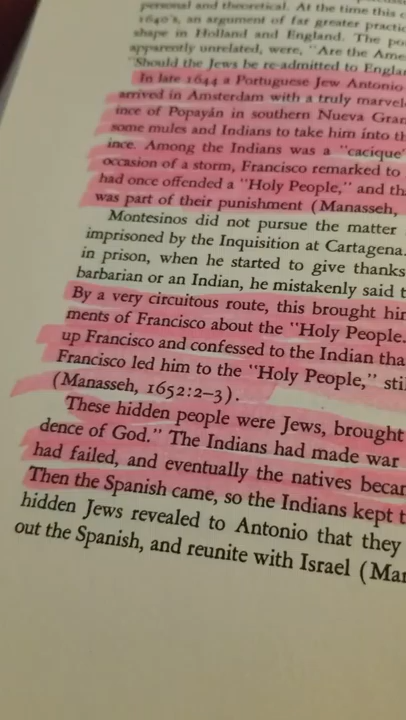 personal and theoretical. At the time this
1640's, an argument of far greater practic
shape in Holland and England. The
apparently unrelated, were, "Are the Ame
"Should the Jews be re-admitted to Englan
In late 1644 a Portuguese Jew Antonio
arrived in Amsterdam with a truly marvel
ince of Popayán in southern Nueva Gran
some mules and Indians to take him into th
ince. Among the Indians was a "cacique"
occasion of a storm, Francisco remarked to
had once offended a "Holy People," and th
was part of their punishment (Manasseh,
Montesinos did not pursue the matter
imprisoned by the Inquisition at Cartagena.
in prison, when he started to give thanks
barbarian or an Indian, he mistakenly said t
By a very circuitous route, this brought him
ments of Francisco about the "Holy People.
up Francisco and confessed to the Indian tha
Francisco led him to the "Holy People," sti
(Manasseh, 1652:2–3).
These hidden people were Jews, brought
dence of God." The Indians had made war
had failed, and eventually the natives becam
Then the Spanish came, so the Indians kept t
hidden Jews revealed to Antonio that they
out the Spanish, and reunite with Israel (Man